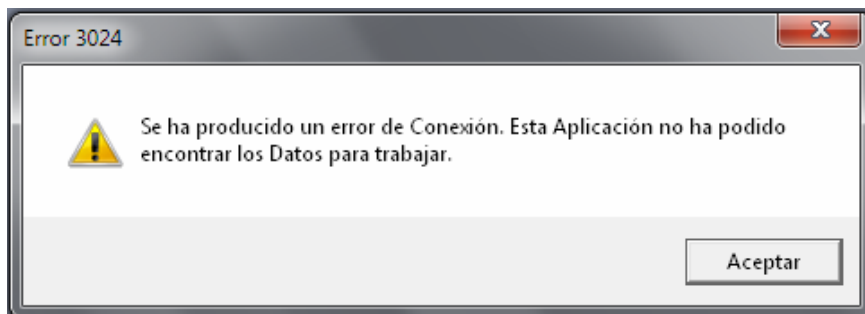 Error 3024
Se ha producido un error de Conexión. Esta Aplicación no ha podido
encontrar los Datos para trabajar.
Aceptar